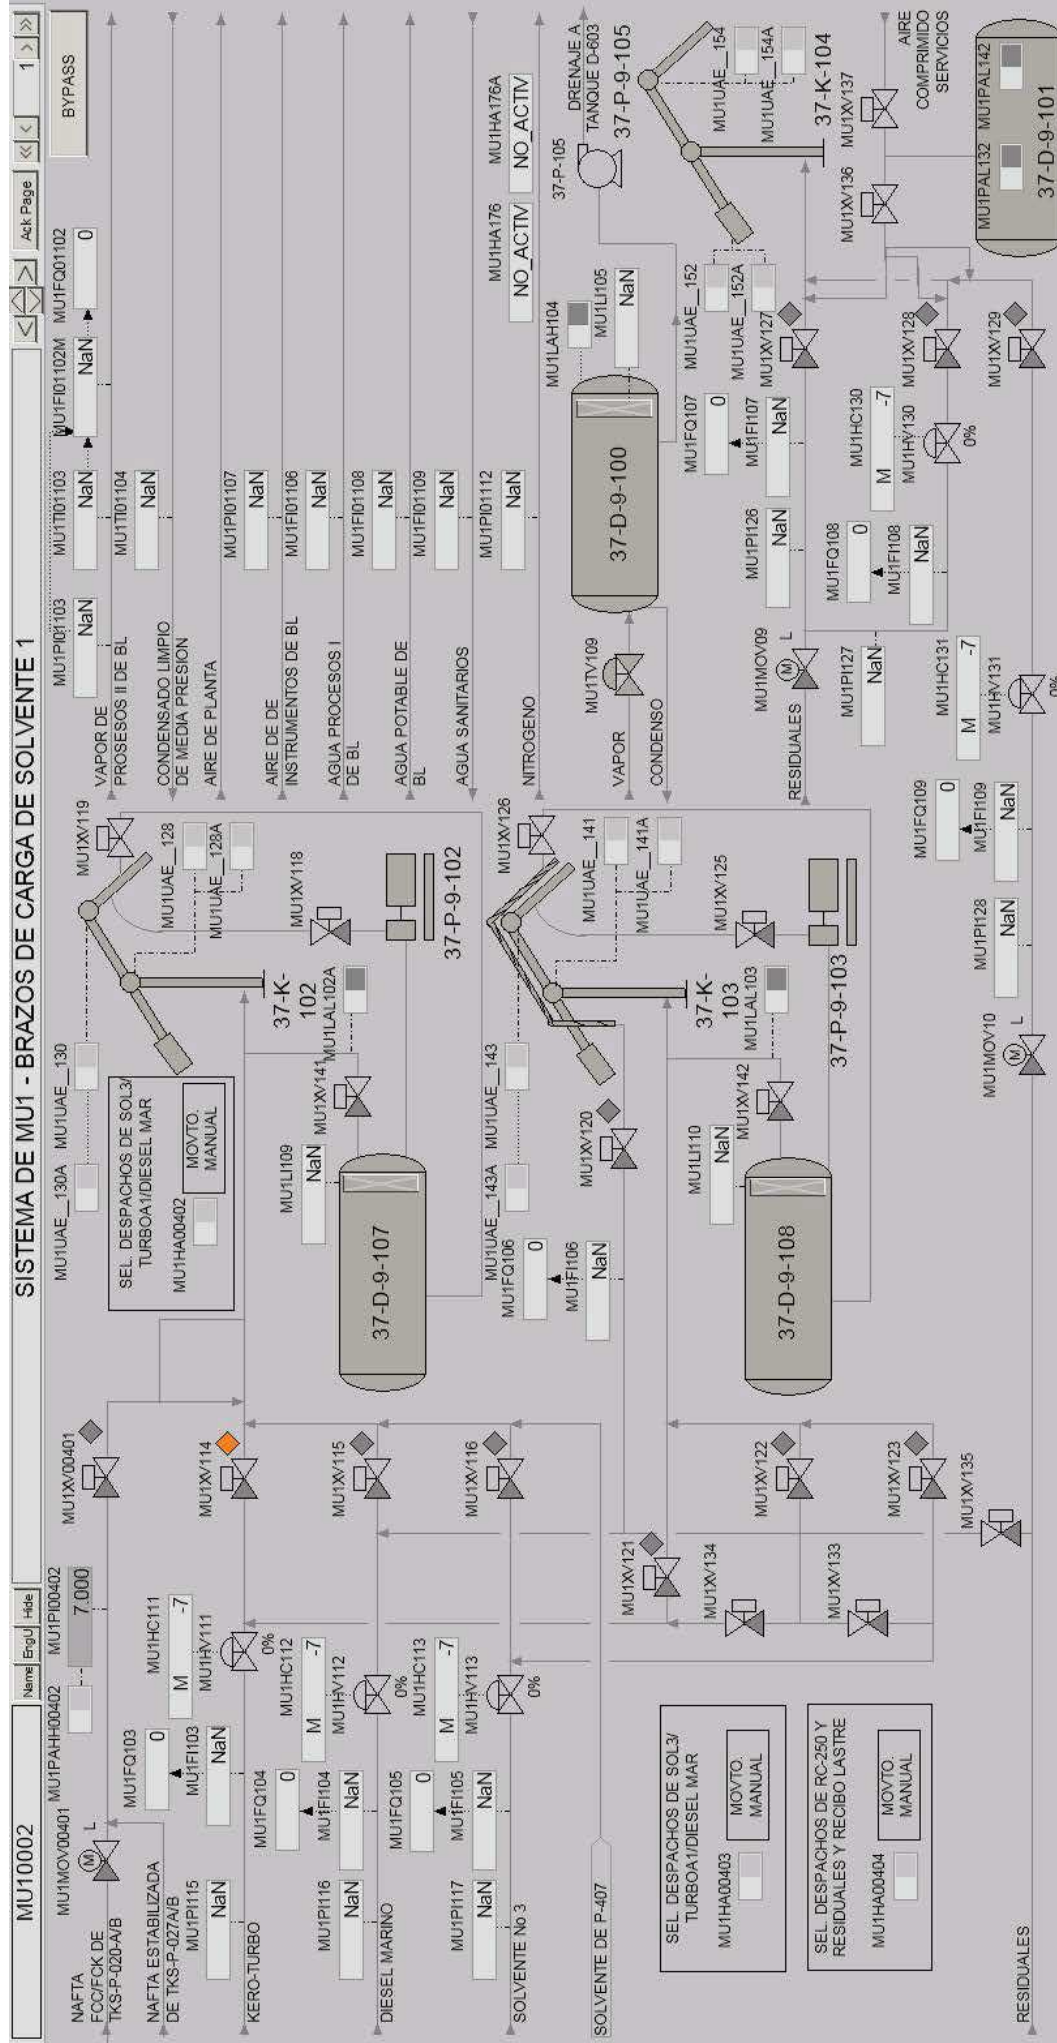 MU10002
Name
EngU
Hide
SISTEMA DE MU1 - BRAZOS DE CARGA DE SOLVENTE 1
<
>
Ack Page
<<
<
1
>
>>
BYPASS
NAFTA
FCC/FCK DE
TKS-P-020-A/B
MU1MOV00401
M
L
MU1PAHH00402
MU1PI00402
7.000
MU1XV00401
NAFTA ESTABILIZADA
DE TKS-P-027A/B
MU1PI115
NaN
KERO-TURBO
MU1FQ103
0
MU1FI103
NaN
MU1HC111
M -7
MU1HV111
0%
MU1XV114
MU1PI116
NaN
DIESEL MARINO
MU1FQ104
0
MU1FI104
NaN
MU1HC112
M -7
MU1HV112
0%
MU1XV115
MU1PI117
NaN
SOLVENTE No 3
MU1FQ105
0
MU1FI105
NaN
MU1HC113
M -7
MU1HV113
0%
MU1XV116
SOLVENTE DE P-407
MU1XV121
MU1XV134
MU1XV133
MU1XV122
MU1XV123
MU1XV135
SEL. DESPACHOS DE SOL3/
TURBOA1/DIESEL MAR
MU1HA00403
MOVTO.
MANUAL
SEL. DESPACHOS DE RC-250 Y
RESIDUALES Y RECIBO LASTRE
MU1HA00404
MOVTO.
MANUAL
RESIDUALES
MU1UAE__130A
MU1UAE__130
SEL. DESPACHOS DE SOL3/
TURBOA1/DIESEL MAR
MU1HA00402
MOVTO.
MANUAL
MU1XV119
MU1UAE__128
MU1UAE__128A
MU1XV118
37-K-
102
MU1LAL102A
MU1XV141
MU1LI109
NaN
37-D-9-107
37-P-9-102
MU1UAE__143A
MU1UAE__143
MU1FQ106
0
MU1FI106
NaN
MU1XV120
MU1XV126
MU1UAE__141
MU1UAE__141A
MU1XV125
37-K-
103
MU1LAL103
MU1XV142
MU1LI110
NaN
37-D-9-108
37-P-9-103
MU1MOV10
M
L
MU1PI128
NaN
MU1FQ109
0
MU1FI109
NaN
MU1HC131
M -7
MU1HV131
0%
MU1XV129
VAPOR DE
PROSESOS II DE BL
MU1PI01103
NaN
MU1TI01103
NaN
MU1FI01102M
NaN
MU1FQ01102
0
CONDENSADO LIMPIO
DE MEDIA PRESION
MU1TI01104
NaN
AIRE DE PLANTA
MU1PI01107
NaN
AIRE DE DE
INSTRUMENTOS DE BL
MU1FI01106
NaN
AGUA PROCESOS I
DE BL
MU1FI01108
NaN
AGUA POTABLE DE
BL
MU1FI01109
NaN
AGUA SANITARIOS
MU1PI01112
NaN
NITROGENO
MU1HA176
NO_ACTIV
MU1HA176A
NO_ACTIV
VAPOR
MU1TV109
CONDENSO
37-D-9-100
MU1LAH104
MU1LI105
NaN
37-P-105
DRENAJE A
TANQUE D-603
37-P-9-105
MU1UAE__154
MU1UAE__154A
37-K-104
MU1UAE__152
MU1UAE__152A
MU1XV127
RESIDUALES
MU1MOV09
M
L
MU1PI126
NaN
MU1FQ107
0
MU1FI107
NaN
MU1PI127
NaN
MU1FQ108
0
MU1FI108
NaN
MU1HC130
M -7
MU1HV130
0%
MU1XV128
MU1XV136
MU1XV137
AIRE
COMPRIMIDO
SERVICIOS
MU1PAL132
MU1PAL142
37-D-9-101